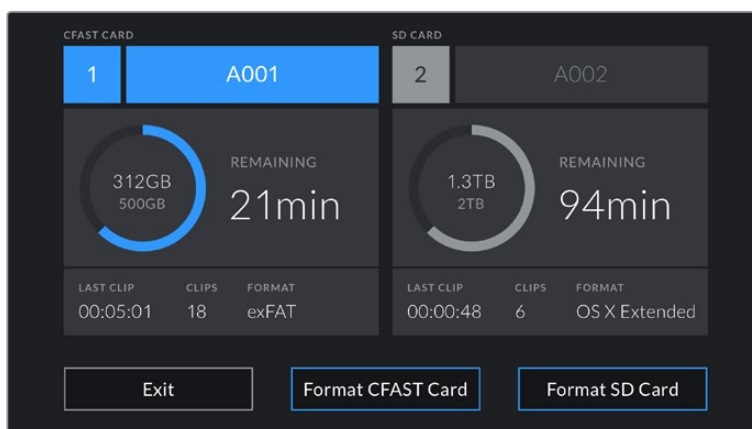 CFAST CARD
1
A001
312GB
500GB
REMAINING
21min
LAST CLIP CLIPS FORMAT
00:05:01 18 exFAT
SD CARD
2
A002
1.3TB
2TB
REMAINING
94min
LAST CLIP CLIPS FORMAT
00:00:48 6 OS X Extended
Exit
Format CFAST Card
Format SD Card